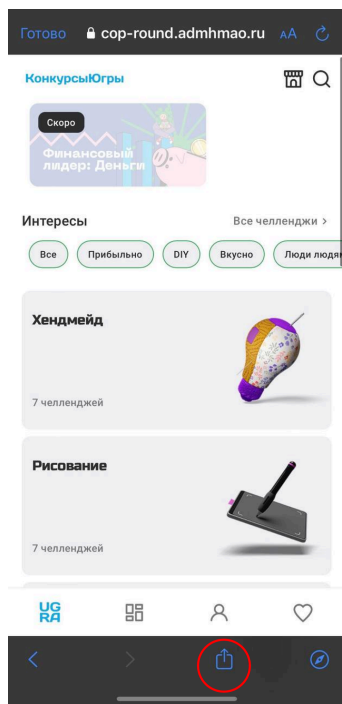 Готово cop-round.admhmao.ru AA
КонкурсыЮгры
Скоро
Финансовый
лидер: Деньги
Интересы Все челленджи >
Все Прибыльно DIY Вкусно Люди людя
Хендмейд
7 челленджей
Рисование
7 челленджей
UG
RA